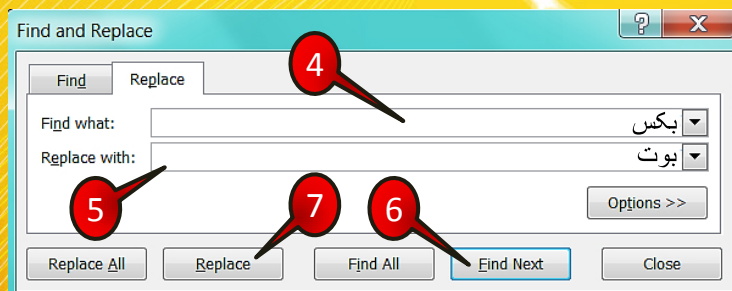 Find and Replace
Find Replace
4
Find what: بكس
Replace with: بوت
5
7
6
Options >>
Replace All Replace Find All Find Next Close